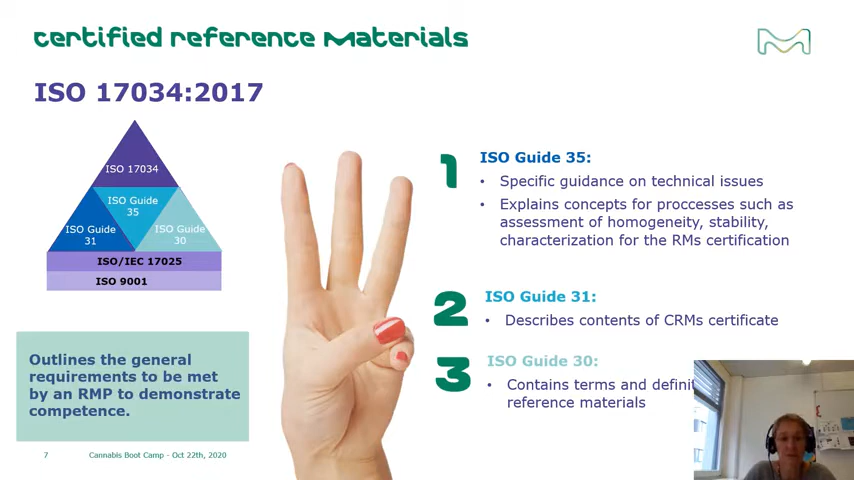 CERTIFIED REFERENCE MATERIALS
ISO 17034:2017
ISO 17034
ISO Guide
35
ISO Guide
31
ISO Guide
30
ISO/IEC 17025
ISO 9001
Outlines the general
requirements to be met
by an RMP to demonstrate
competence.
1
ISO Guide 35:
• Specific guidance on technical issues
• Explains concepts for proccesses such as
assessment of homogeneity, stability,
characterization for the RMs certification
2
ISO Guide 31:
• Describes contents of CRMs certificate
3
ISO Guide 30:
• Contains terms and definit
reference materials
7
Cannabis Boot Camp - Oct 22th, 2020